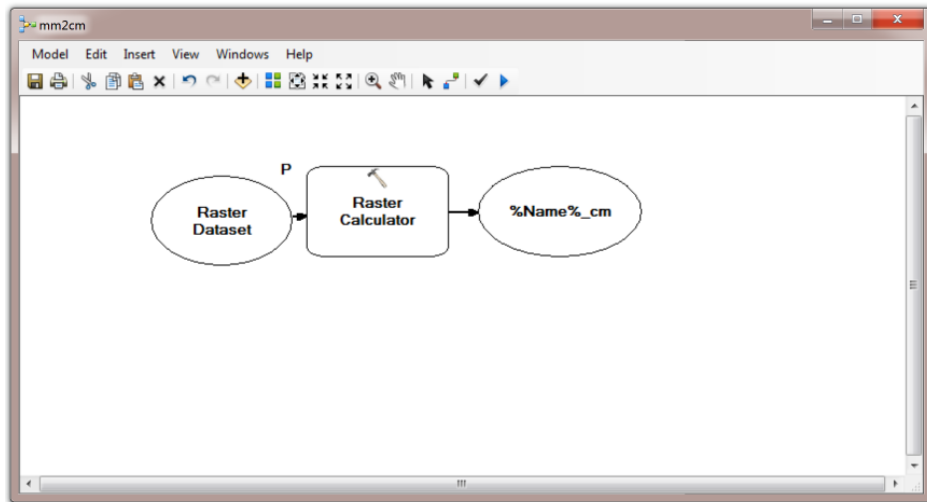 mm2cm
Model Edit Insert View Windows Help
P
Raster
Dataset
Raster
Calculator
%Name%_cm